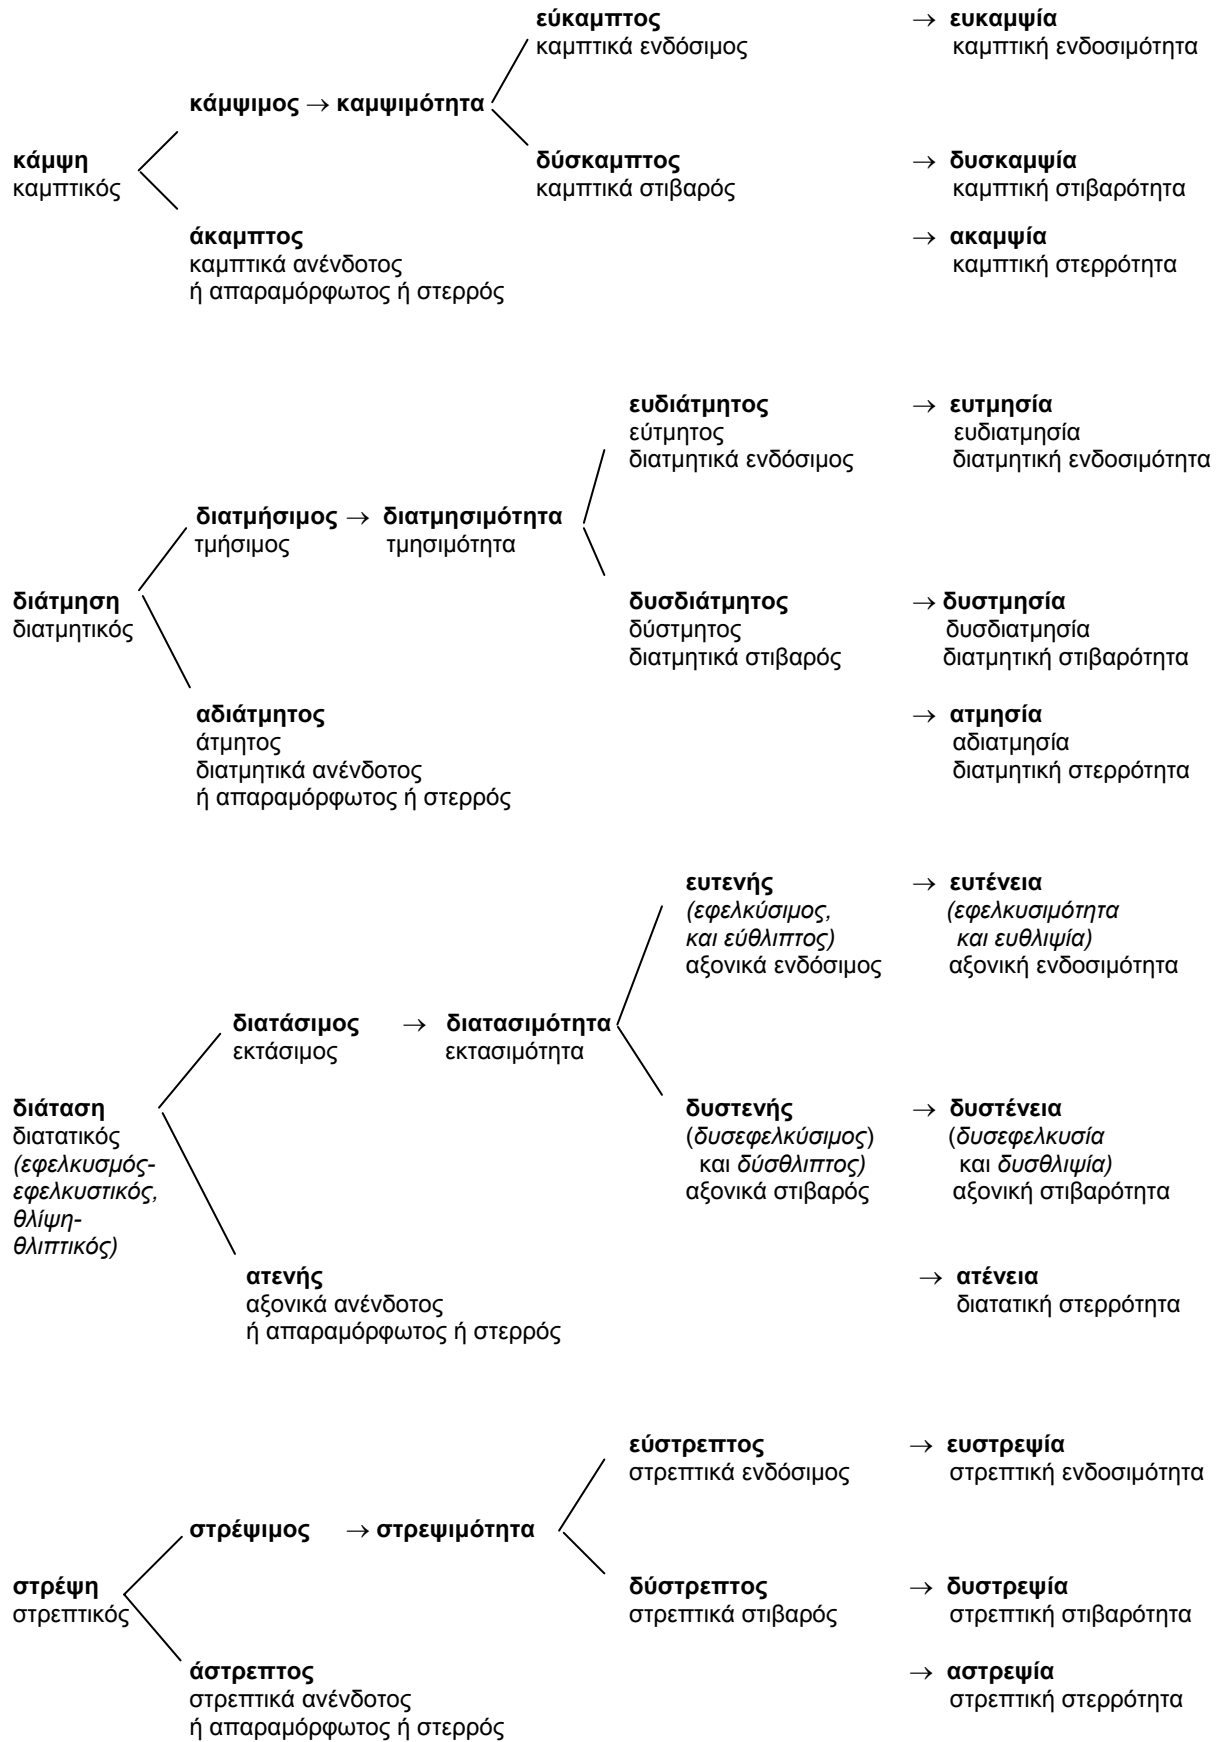 εύκαμπτος → ευκαμψία
καμπτικά ενδόσιμος καμπτική ενδοσιμότητα
κάμψιμος → καμψιμότητα
κάμψη δύσκαμπτος → δυσκαμψία
καμπτικός καμπτικά στιβαρός καμπτική στιβαρότητα
άκαμπτος → ακαμψία
καμπτικά ανένδοτος καμπτική στερρότητα
ή απαραμόρφωτος ή στερρός
ευδιάτμητος → ευτμησία
εύτμητος ευδιατμησία
διατμητικά ενδόσιμος διατμητική ενδοσιμότητα
διατμήσιμος → διατμησιμότητα
τμήσιμος τμησιμότητα
διάτμηση δυσδιάτμητος → δυστμησία
διατμητικός δύστμητος δυσδιατμησία
διατμητικά στιβαρός διατμητική στιβαρότητα
αδιάτμητος → ατμησία
άτμητος αδιατμησία
διατμητικά ανένδοτος διατμητική στερρότητα
ή απαραμόρφωτος ή στερρός
ευτενής → ευτένεια
(εφελκύσιμος, (εφελκυσιμότητα
και εύθλιπτος) και ευθλιψία)
αξονικά ενδόσιμος αξονική ενδοσιμότητα
διατάσιμος → διατασιμότητα
εκτάσιμος εκτασιμότητα
διάταση δυστενής → δυστένεια
διατατικός (δυσεφελκύσιμος) (δυσεφελκυσία
(εφελκυσμός- και δύσθλιπτος) και δυσθλιψία)
εφελκυστικός, αξονικά στιβαρός αξονική στιβαρότητα
θλίψη-
θλιπτικός)
ατενής → ατένεια
αξονικά ανένδοτος διατατική στερρότητα
ή απαραμόρφωτος ή στερρός
εύστρεπτος → ευστρεψία
στρεπτικά ενδόσιμος στρεπτική ενδοσιμότητα
στρέψιμος → στρεψιμότητα
στρέψη δύστρεπτος → δυστρεψία
στρεπτικός στρεπτικά στιβαρός στρεπτική στιβαρότητα
άστρεπτος → αστρεψία
στρεπτικά ανένδοτος στρεπτική στερρότητα
ή απαραμόρφωτος ή στερρός